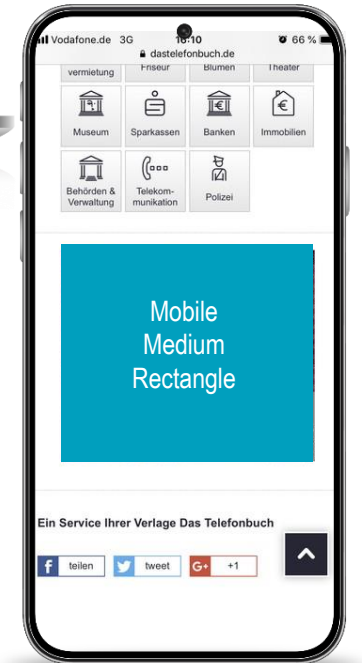 Vodafone.de 3G 10:10 66 %
dastelefonbuch.de
vermietung Friseur Blumen Theater
Museum Sparkassen Banken Immobilien
Behörden &
Verwaltung
Telekom-
munikation
Polizei
Mobile
Medium
Rectangle
Ein Service Ihrer Verlage Das Telefonbuch
f teilen tweet G+ +1